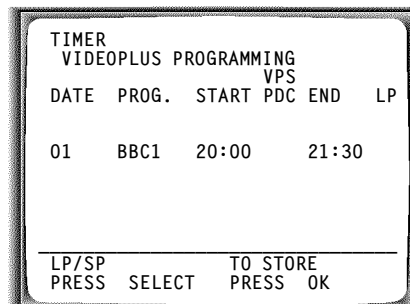 TIMER
VIDEOPLUS PROGRAMMING
VPS
DATE PROG. START PDC END LP
01 BBC1 20:00 21:30
LP/SP TO STORE
PRESS SELECT PRESS OK